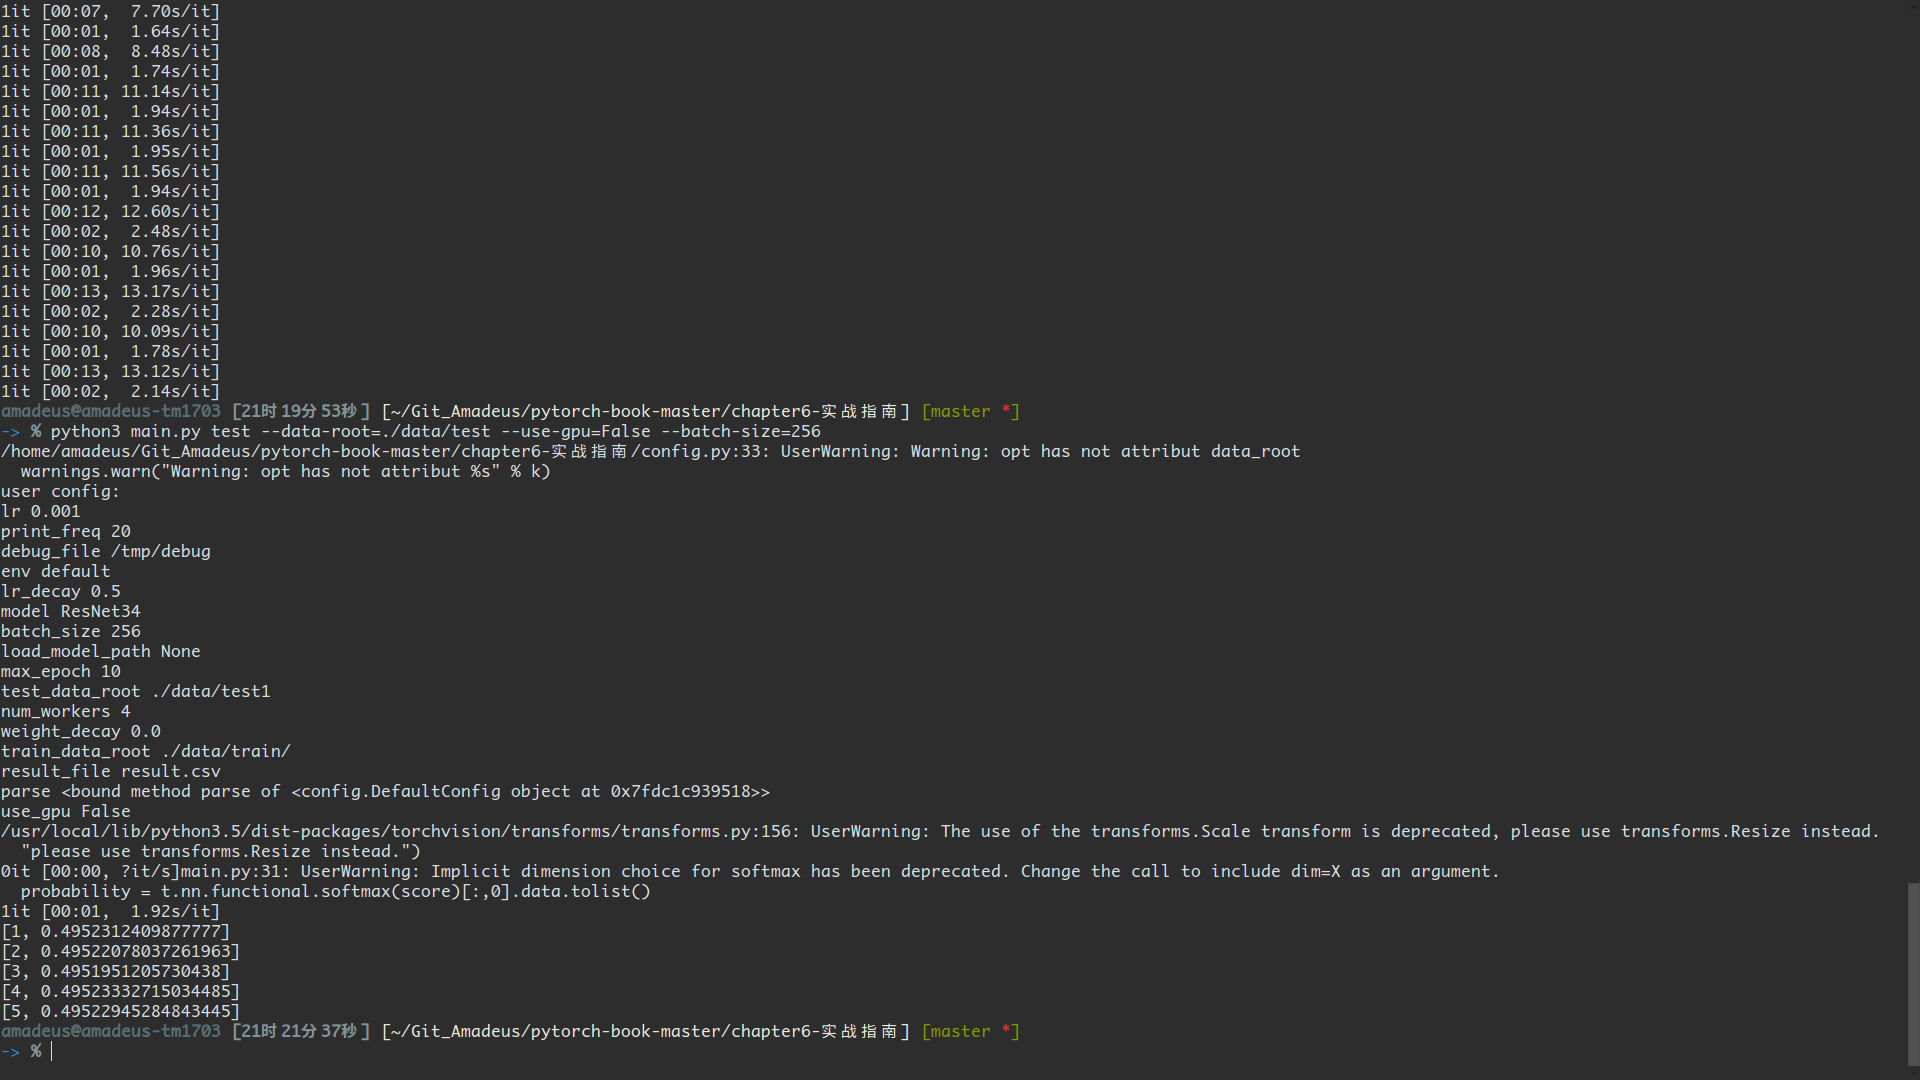 1it [00:07,  7.70s/it]
1it [00:01,  1.64s/it]
1it [00:08,  8.48s/it]
1it [00:01,  1.74s/it]
1it [00:11, 11.14s/it]
1it [00:01,  1.94s/it]
1it [00:11, 11.36s/it]
1it [00:01,  1.95s/it]
1it [00:11, 11.56s/it]
1it [00:01,  1.94s/it]
1it [00:12, 12.60s/it]
1it [00:02,  2.48s/it]
1it [00:10, 10.76s/it]
1it [00:01,  1.96s/it]
1it [00:13, 13.17s/it]
1it [00:02,  2.28s/it]
1it [00:10, 10.09s/it]
1it [00:01,  1.78s/it]
1it [00:13, 13.12s/it]
1it [00:02,  2.14s/it]
amadeus@amadeus-tm1703 [21时19分53秒] [~/Git_Amadeus/pytorch-book-master/chapter6-实战指南] [master *]
-> % python3 main.py test --data-root=./data/test --use-gpu=False --batch-size=256
/home/amadeus/Git_Amadeus/pytorch-book-master/chapter6-实战指南/config.py:33: UserWarning: Warning: opt has not attribut data_root
  warnings.warn("Warning: opt has not attribut %s" % k)
user config:
lr 0.001
print_freq 20
debug_file /tmp/debug
env default
lr_decay 0.5
model ResNet34
batch_size 256
load_model_path None
max_epoch 10
test_data_root ./data/test1
num_workers 4
weight_decay 0.0
train_data_root ./data/train/
result_file result.csv
parse <bound method parse of <config.DefaultConfig object at 0x7fdc1c939518>>
use_gpu False
/usr/local/lib/python3.5/dist-packages/torchvision/transforms/transforms.py:156: UserWarning: The use of the transforms.Scale transform is deprecated, please use transforms.Resize instead.
  "please use transforms.Resize instead.")
0it [00:00, ?it/s]main.py:31: UserWarning: Implicit dimension choice for softmax has been deprecated. Change the call to include dim=X as an argument.
  probability = t.nn.functional.softmax(score)[:,0].data.tolist()
1it [00:01,  1.92s/it]
[1, 0.4952312409877777]
[2, 0.49522078037261963]
[3, 0.4951951205730438]
[4, 0.49523332715034485]
[5, 0.49522945284843445]
amadeus@amadeus-tm1703 [21时21分37秒] [~/Git_Amadeus/pytorch-book-master/chapter6-实战指南] [master *]
-> %